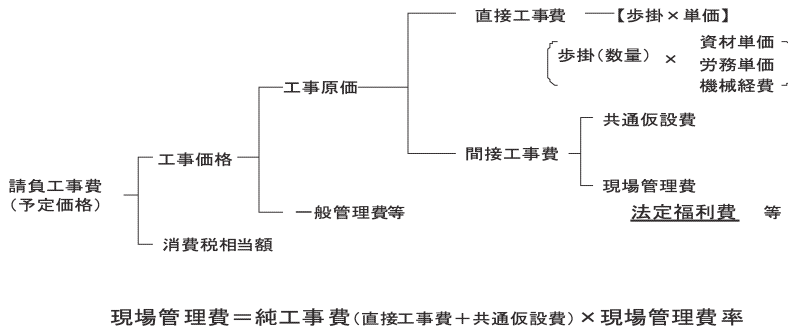 直接工事費 【歩掛×単価】
歩掛(数量) × 資材単価
労務単価
機械経費
工事原価
共通仮設費
間接工事費
工事価格
現場管理費
請負工事費
(予定価格)
法定福利費 等
一般管理費等
消費税相当額
現場管理費=純工事費(直接工事費+共通仮設費)×現場管理費率